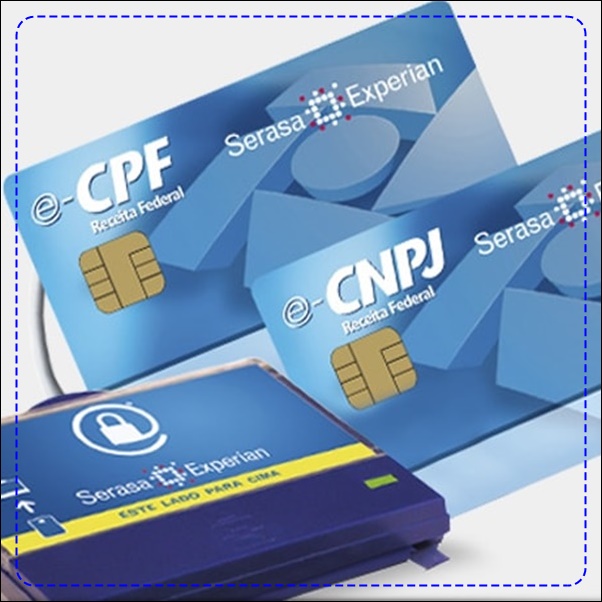 Serasa Experian
e-CPF
Receita Federal
Serasa
e-CNPJ
Receita Federal
Serasa Experian
ESTE LADO PARA CIMA